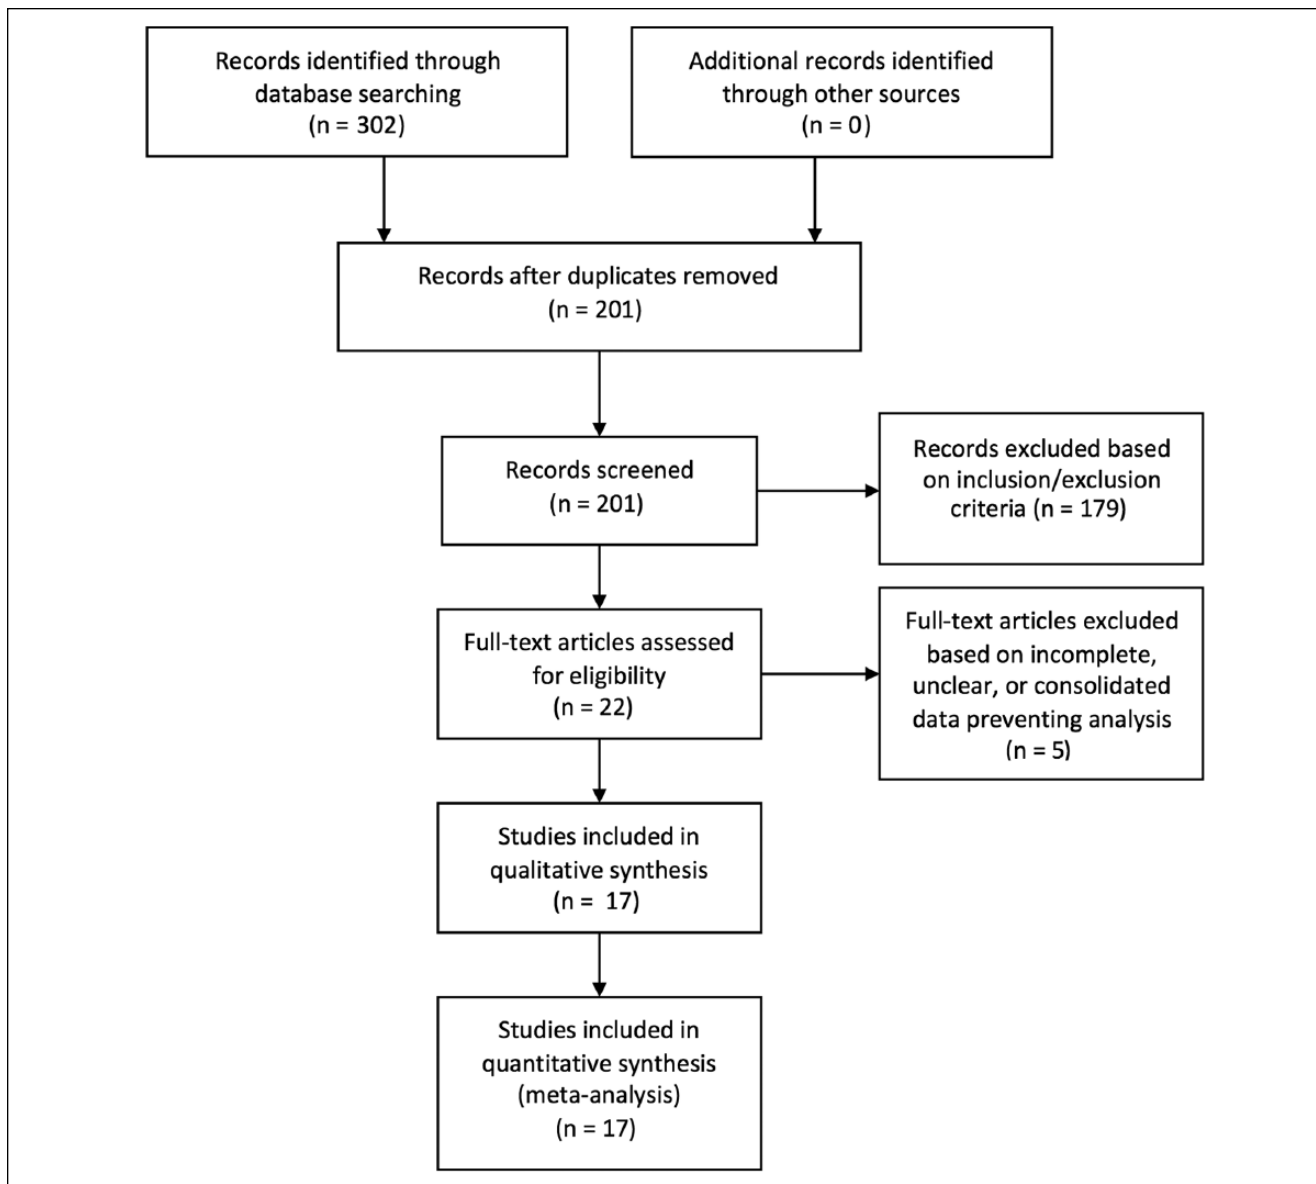 Records identified through
database searching
(n = 302)
Additional records identified
through other sources
(n = 0)
Records after duplicates removed
(n = 201)
Records screened
(n = 201)
Records excluded based
on inclusion/exclusion
criteria (n = 179)
Full-text articles assessed
for eligibility
(n = 22)
Full-text articles excluded
based on incomplete,
unclear, or consolidated
data preventing analysis
(n = 5)
Studies included in
qualitative synthesis
(n =  17)
Studies included in
quantitative synthesis
(meta-analysis)
(n = 17)